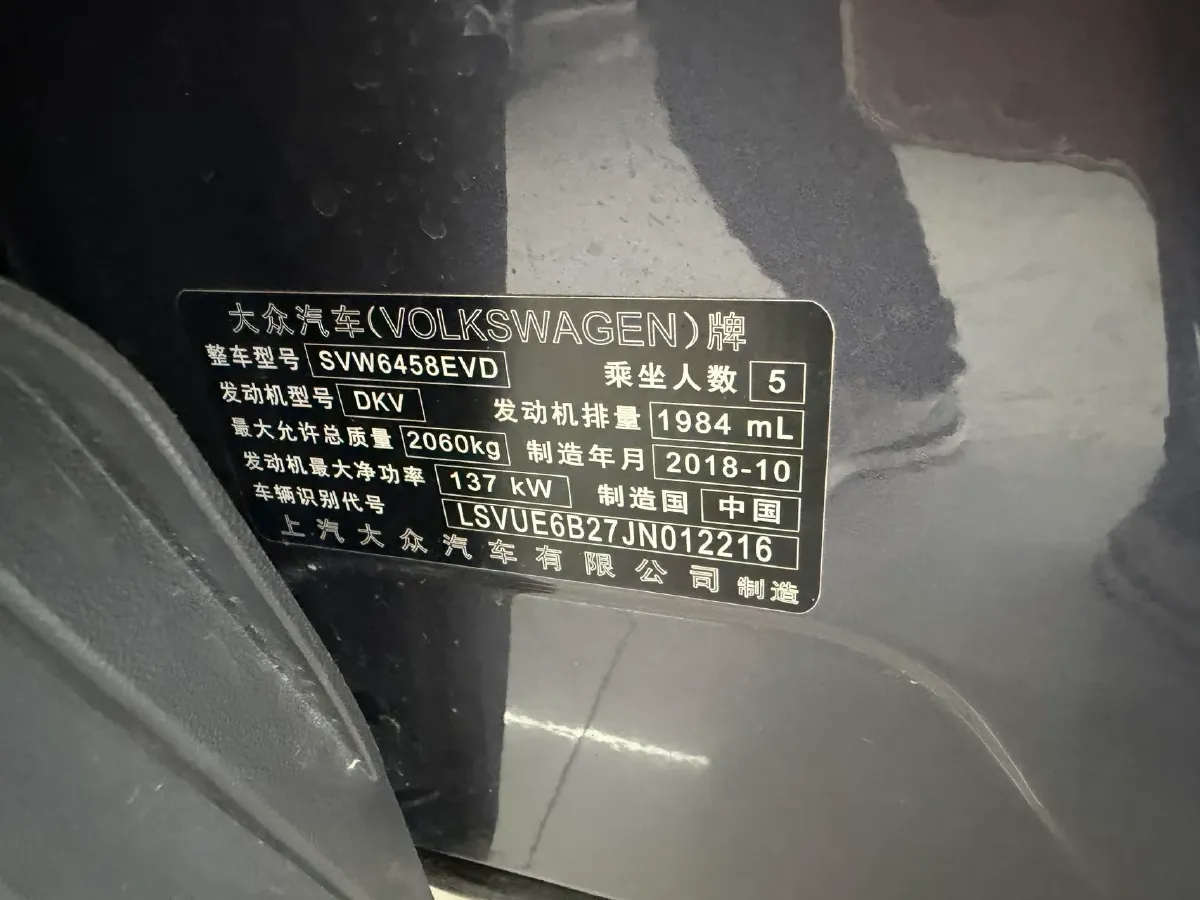 大众汽车(VOLKSWAGEN)牌
整车型号 SVW6458EVD 乘坐人数 5
发动机型号 DKV 发动机排量 1984 mL
最大允许总质量 2060kg 制造年月 2018-10
发动机最大净功率 137 kW 制造国 中国
车辆识别代号 LSVUE6B27JN012216
上汽大众汽车有限公司 制造